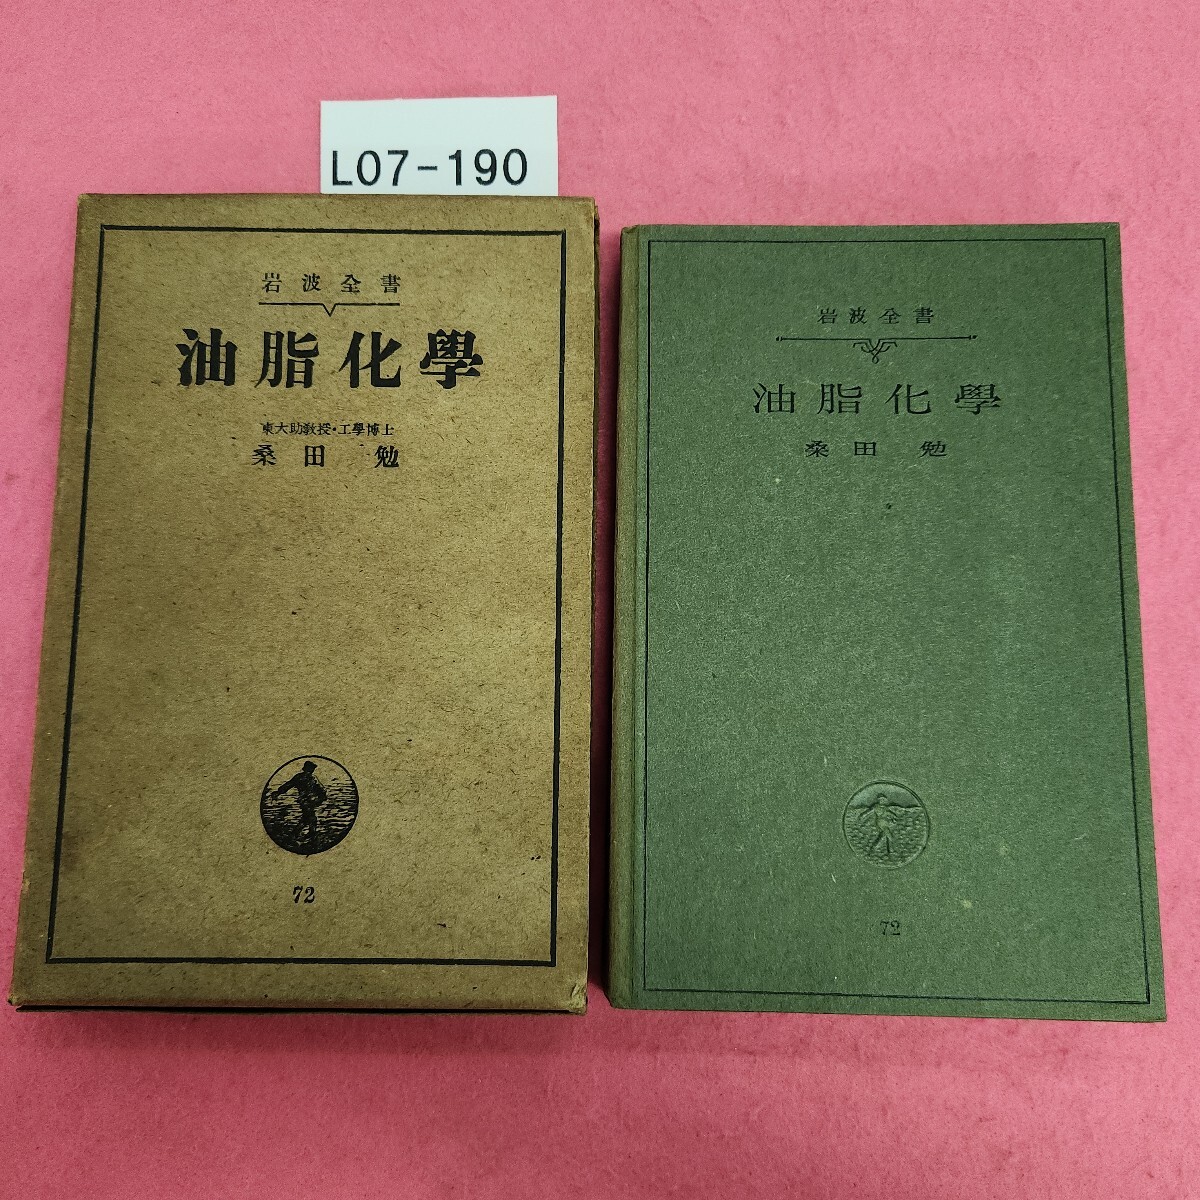 L07-190
岩波全書
油脂化學
東大助教授・工學博士
桑田 勉
72
岩波全書
油脂化學
桑田 勉
72